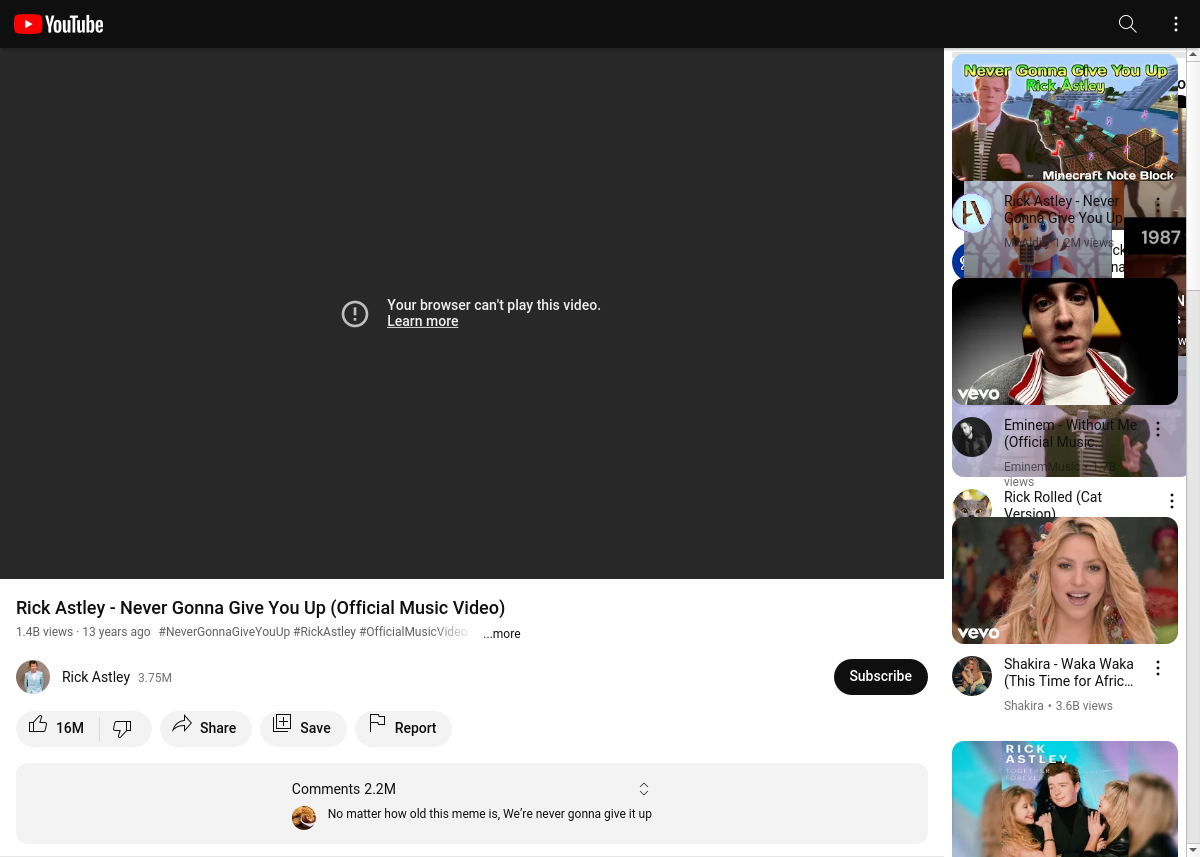 YouTube
Your browser can't play this video.
Learn more
Rick Astley - Never Gonna Give You Up (Official Music Video)
1.4B views · 13 years ago #NeverGonnaGiveYouUp #RickAstley #OfficialMusicVideo
...more
Rick Astley 3.75M
Subscribe
16M
Share
Save
Report
Comments 2.2M
No matter how old this meme is, We're never gonna give it up
Never Gonna Give You Up
Rick Astley
Minecraft Note Block
Rick Astley - Never
Gonna Give You Up
1.2M views
1987
vevo
Eminem - Without Me
(Official Music...
EminemMusic • 1.7B
views
Rick Rolled (Cat
Version)
vevo
Shakira - Waka Waka
(This Time for Afric...
Shakira • 3.6B views
RICK
ASTLEY
TOGETHER
FOREVER